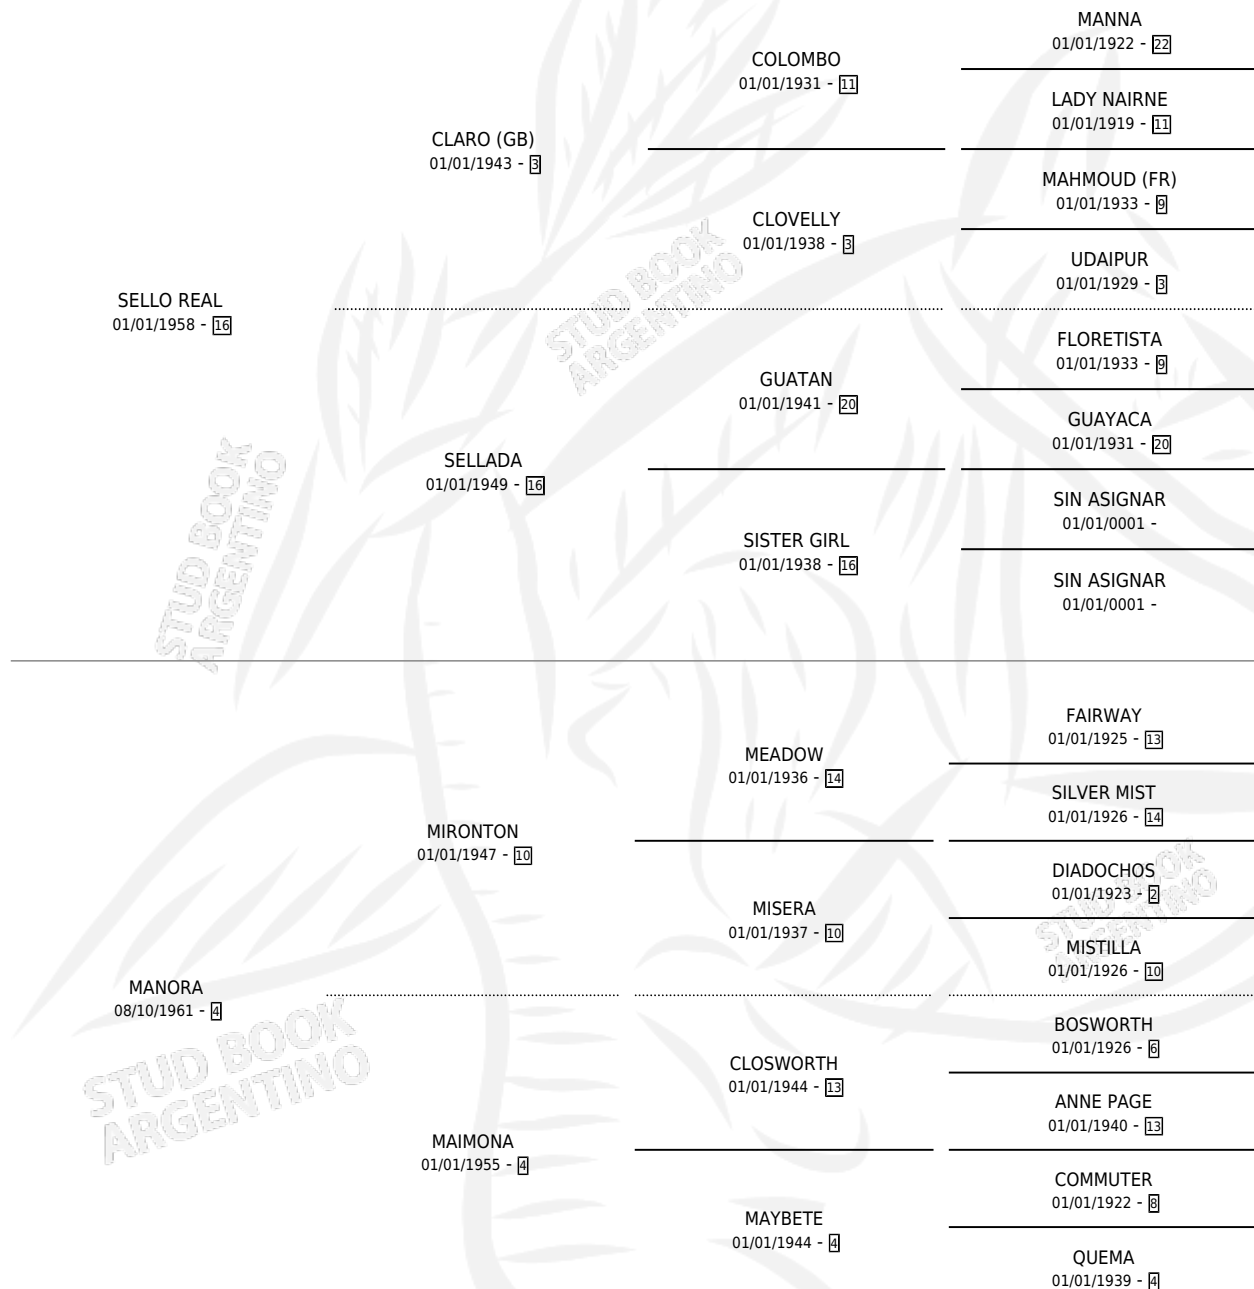 MANNA
01/01/1922 - 22
COLOMBO
01/01/1931 - 11
LADY NAIRNE
01/01/1919 - 11
CLARO (GB)
01/01/1943 - 3
MAHMOUD (FR)
01/01/1933 - 9
CLOVELLY
01/01/1938 - 3
UDAIPUR
01/01/1929 - 3
SELLO REAL
01/01/1958 - 16
FLORETISTA
01/01/1933 - 9
GUATAN
01/01/1941 - 20
GUAYACA
01/01/1931 - 20
SELLADA
01/01/1949 - 16
SIN ASIGNAR
01/01/0001 -
SISTER GIRL
01/01/1938 - 16
SIN ASIGNAR
01/01/0001 -
FAIRWAY
01/01/1925 - 13
MEADOW
01/01/1936 - 14
SILVER MIST
01/01/1926 - 14
MIRONTON
01/01/1947 - 10
DIADOCHOS
01/01/1923 - 2
MISERA
01/01/1937 - 10
MISTILLA
01/01/1926 - 10
MANORA
08/10/1961 - 4
BOSWORTH
01/01/1926 - 6
CLOSWORTH
01/01/1944 - 13
ANNE PAGE
01/01/1940 - 13
MAIMONA
01/01/1955 - 4
COMMUTER
01/01/1922 - 8
MAYBETE
01/01/1944 - 4
QUEMA
01/01/1939 - 4
STUD BOOK
ARGENTINO
STUD BOOK
ARGENTINO
STUD BOOK
ARGENTINO
STUD BOOK
ARGENTINO